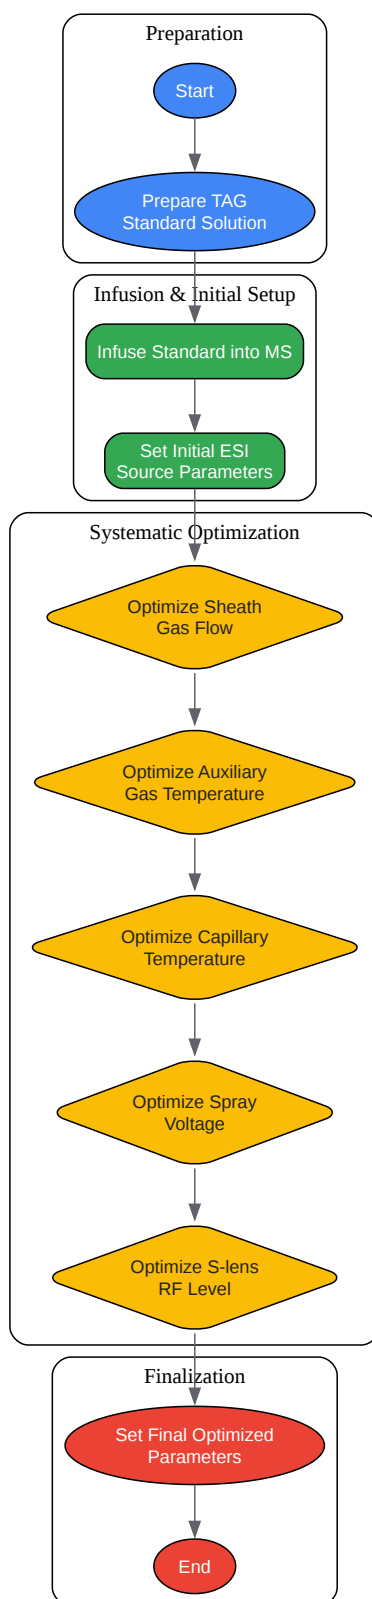 Preparation
Start
Prepare TAG
Standard Solution
Infusion & Initial Setup
Infuse Standard into MS
Set Initial ESI
Source Parameters
Systematic Optimization
Optimize Sheath
Gas Flow
Optimize Auxiliary
Gas Temperature
Optimize Capillary
Temperature
Optimize Spray
Voltage
Optimize S-lens
RF Level
Finalization
Set Final Optimized
Parameters
End